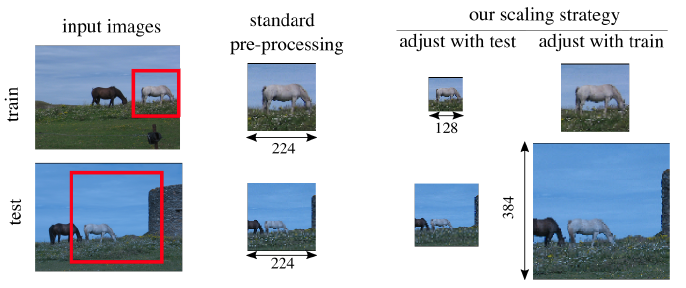 input images
standard
pre-processing
our scaling strategy
adjust with test
adjust with train
train
224
128
test
224
384